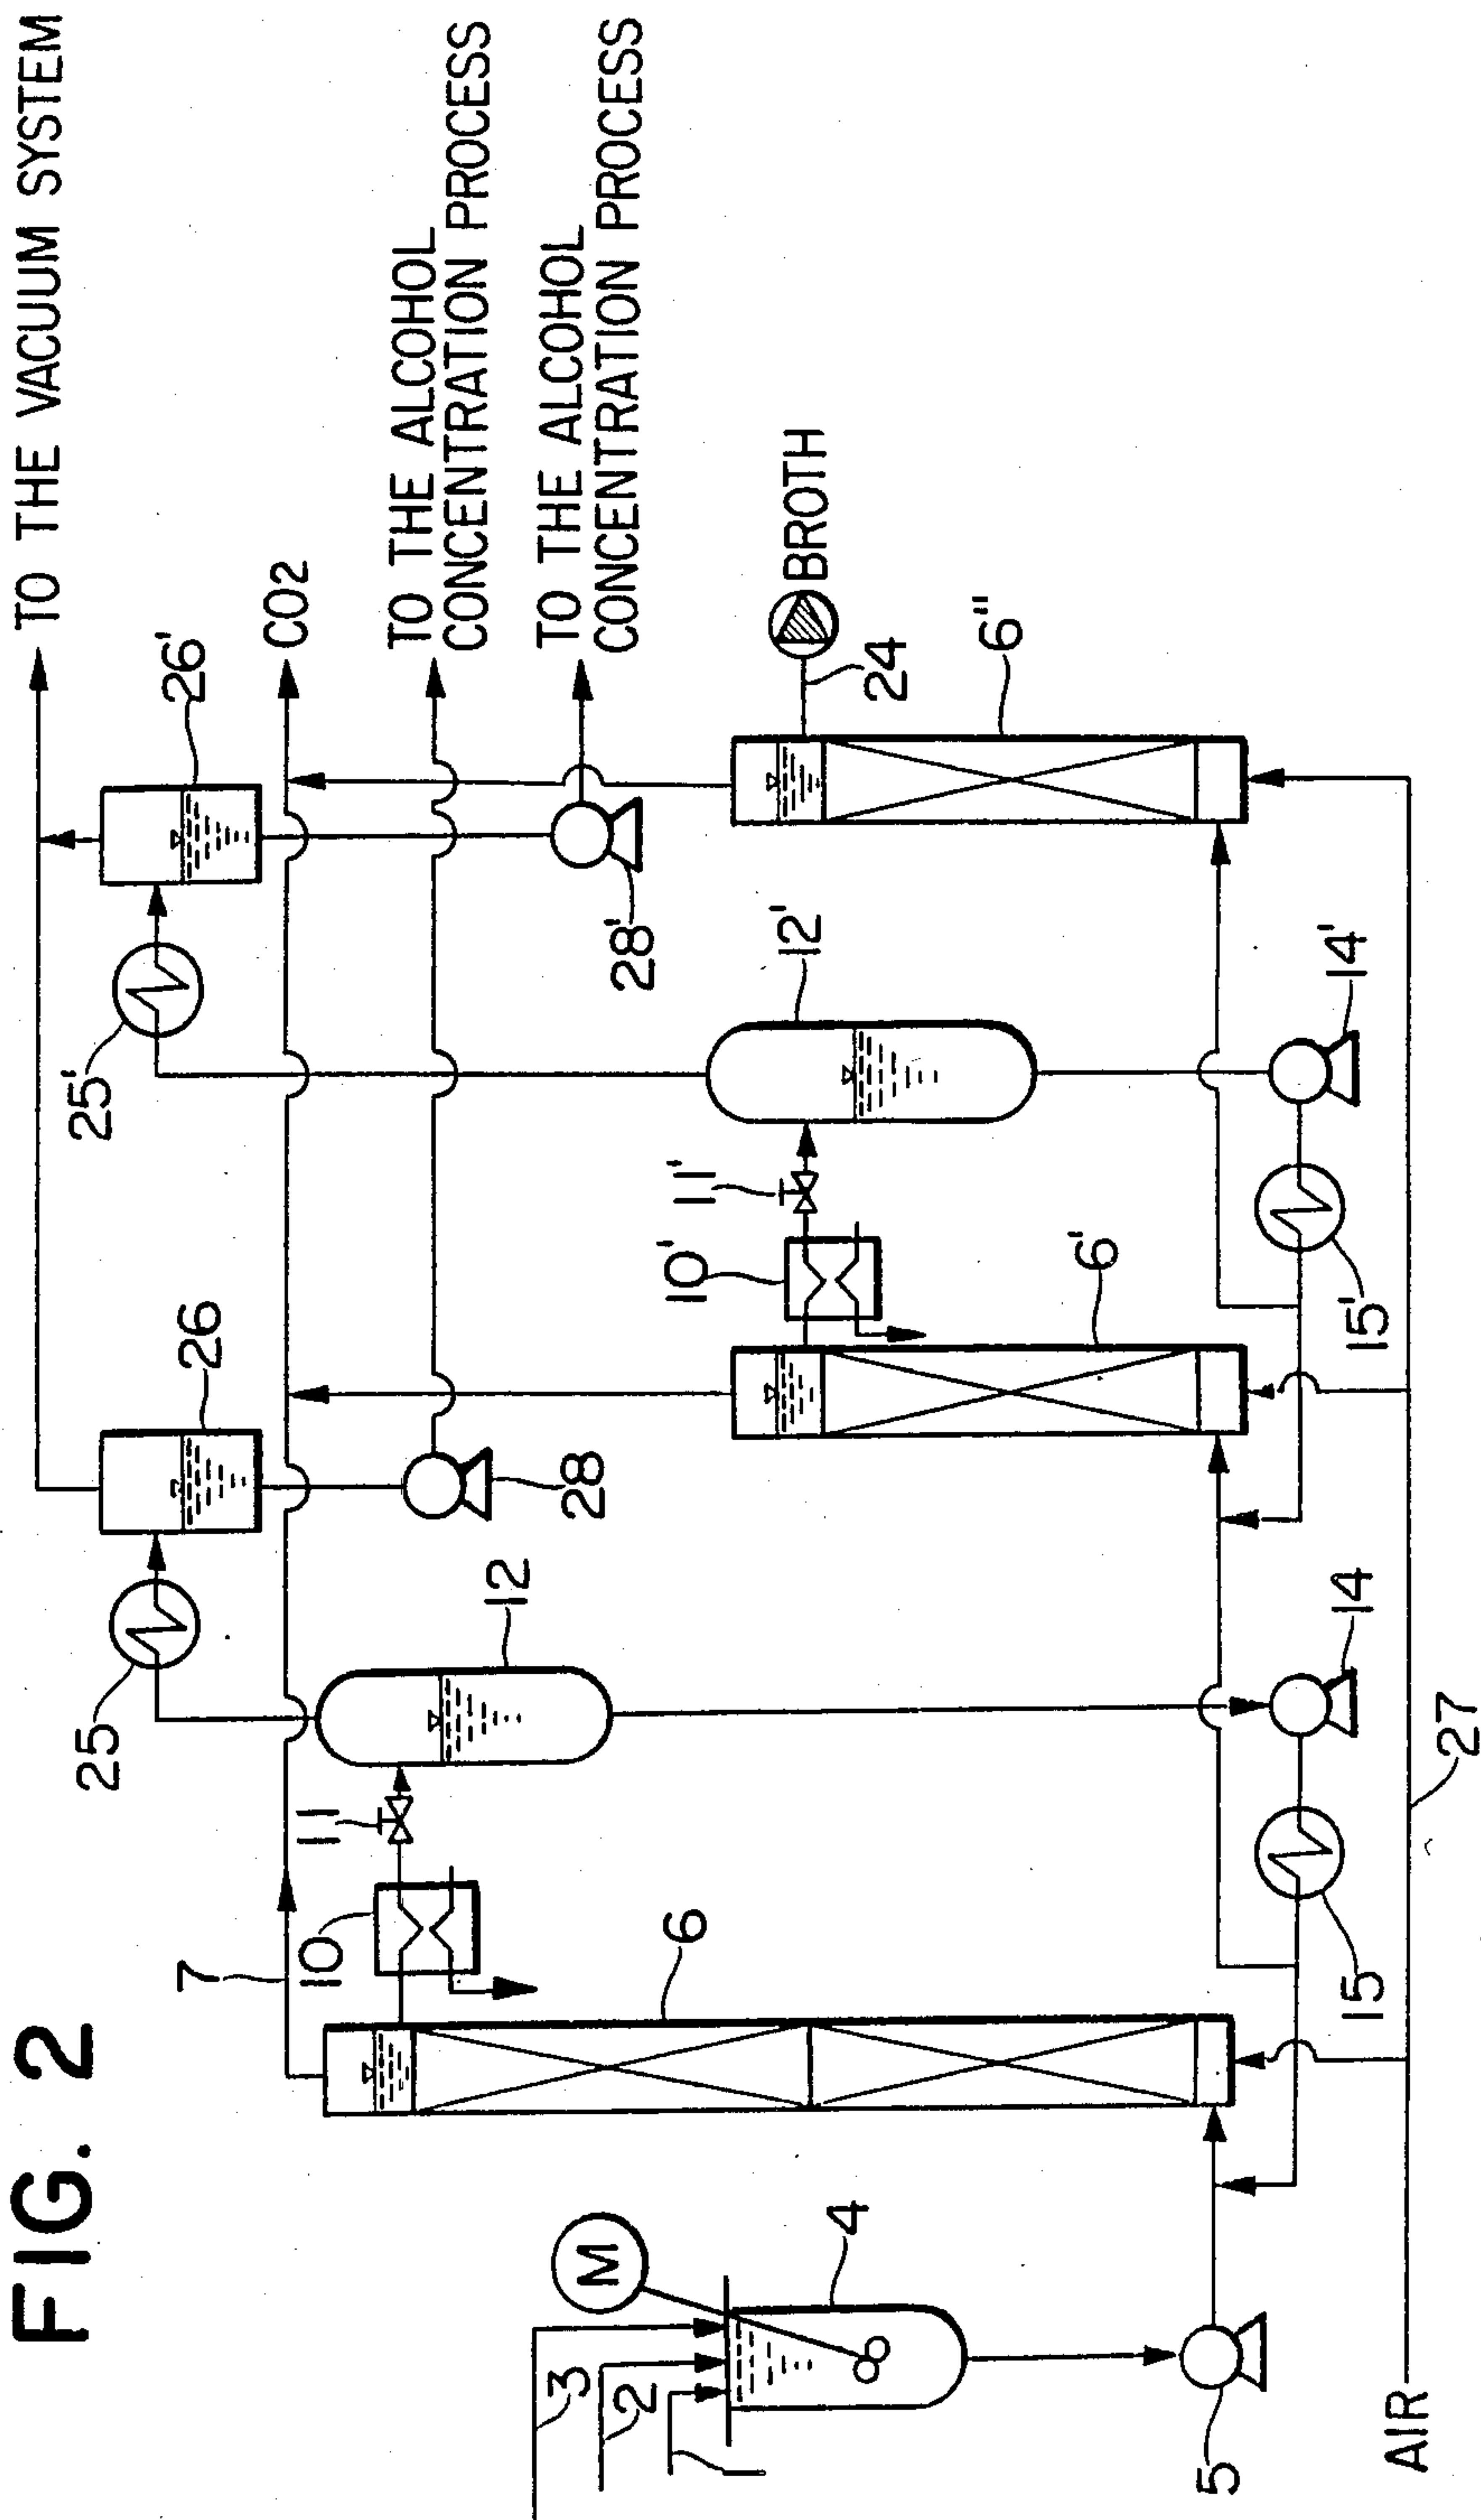 FIG. 2
TO THE VACUUM SYSTEM
25
26
25'
26'
7
CO2
10
11
12
28
TO THE ALCOHOL
CONCENTRATION PROCESS
28'
TO THE ALCOHOL
CONCENTRATION PROCESS
3
2
1
M
4
6
10'
11'
12'
BROTH
24
6'
6"
5
15
14
15'
14'
AIR
27